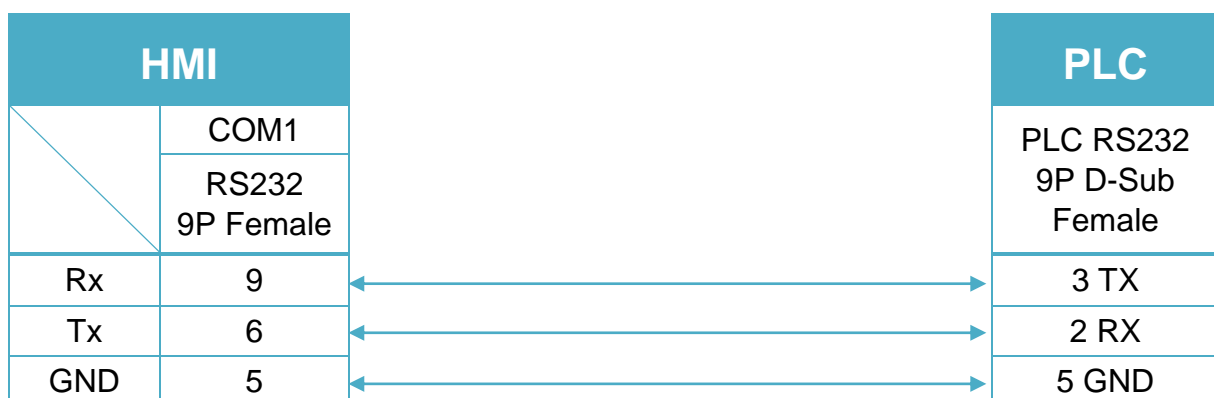 HMI PLC
COM1
RS232
9P Female
PLC RS232
9P D-Sub
Female
Rx 9 3 TX
Tx 6 2 RX
GND 5 5 GND